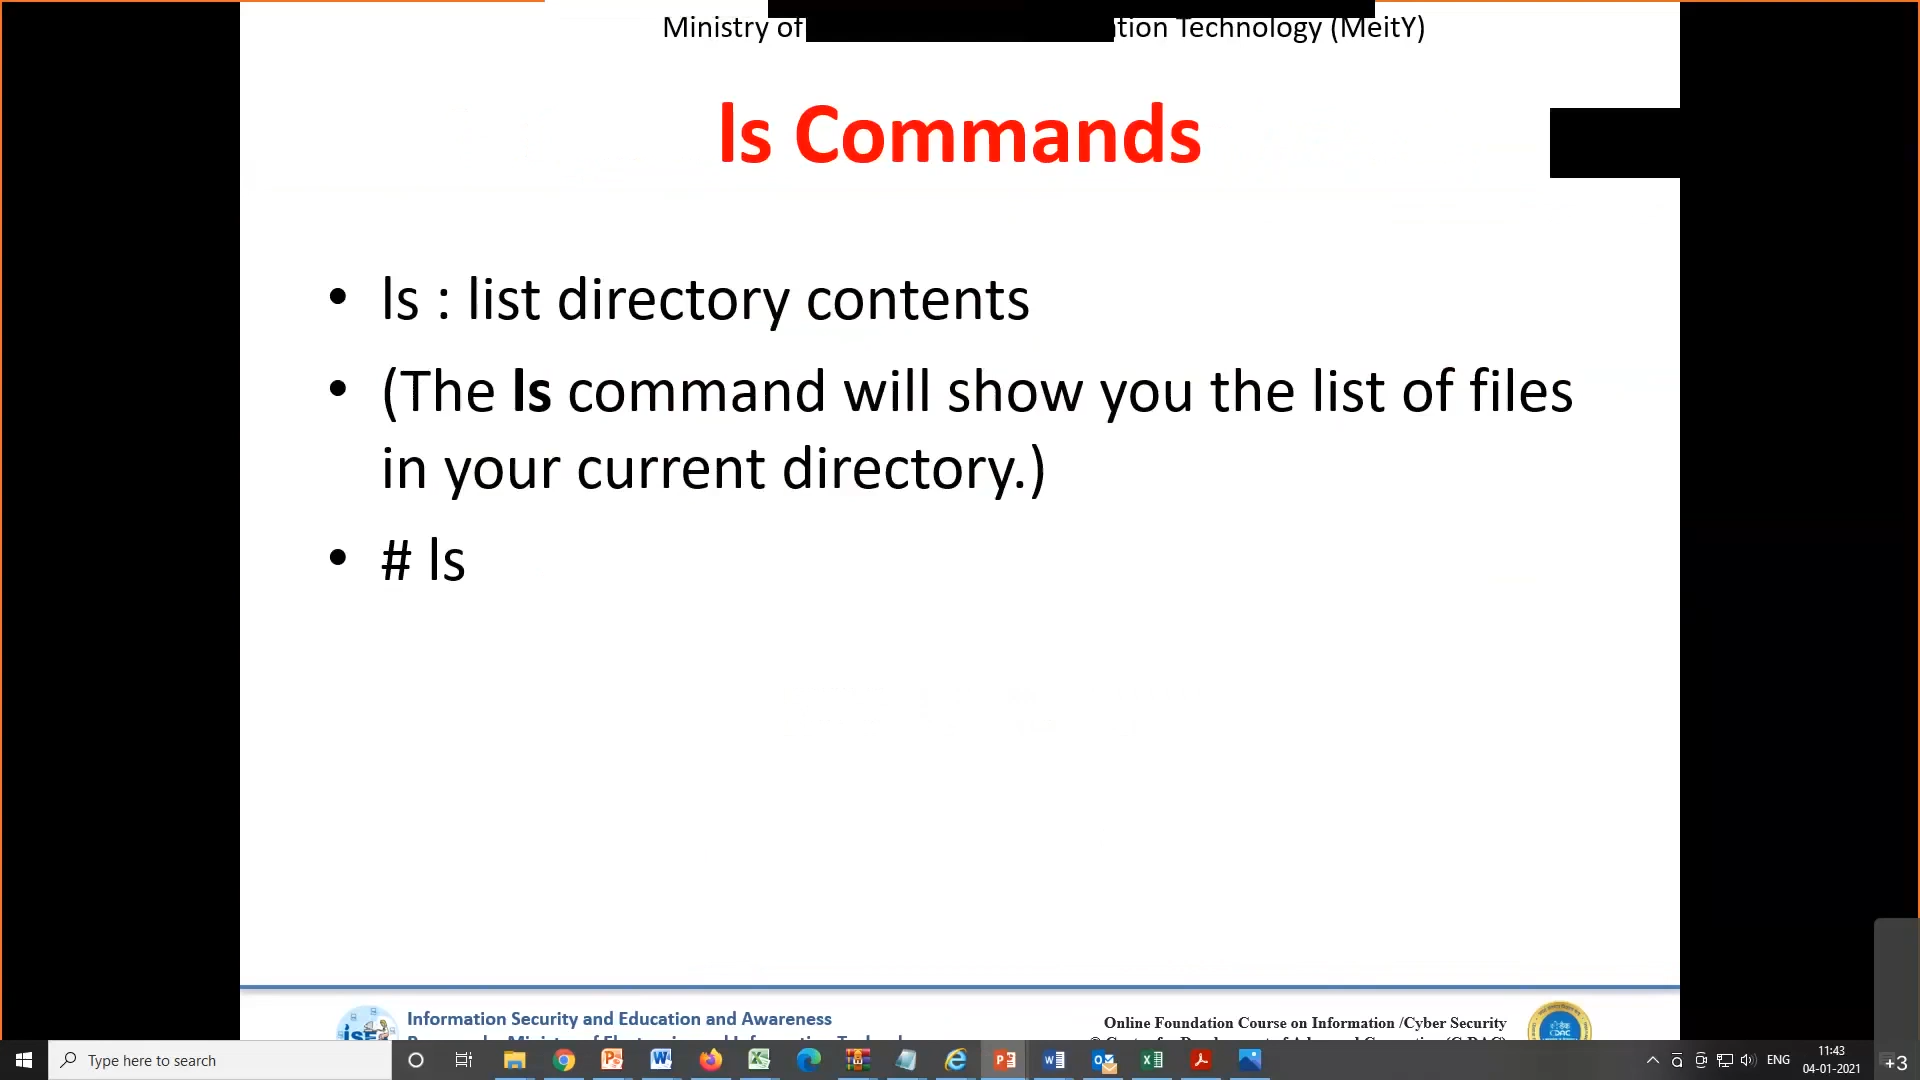 Ministry of
tion Technology (MeitY)
ls Commands
• ls : list directory contents
• (The ls command will show you the list of files
in your current directory.)
• # ls
Information Security and Education and Awareness
Online Foundation Course on Information /Cyber Security
Type here to search
ENG
11:43
04-01-2021
+3